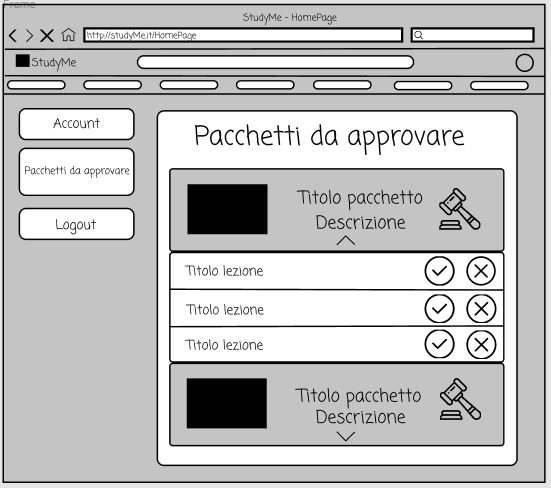 Frame
StudyMe - HomePage
http://studyMe.it/HomePage
StudyMe
Account
Pacchetti da approvare
Logout
Pacchetti da approvare
Titolo pacchetto
Descrizione
Titolo lezione
Titolo lezione
Titolo lezione
Titolo pacchetto
Descrizione